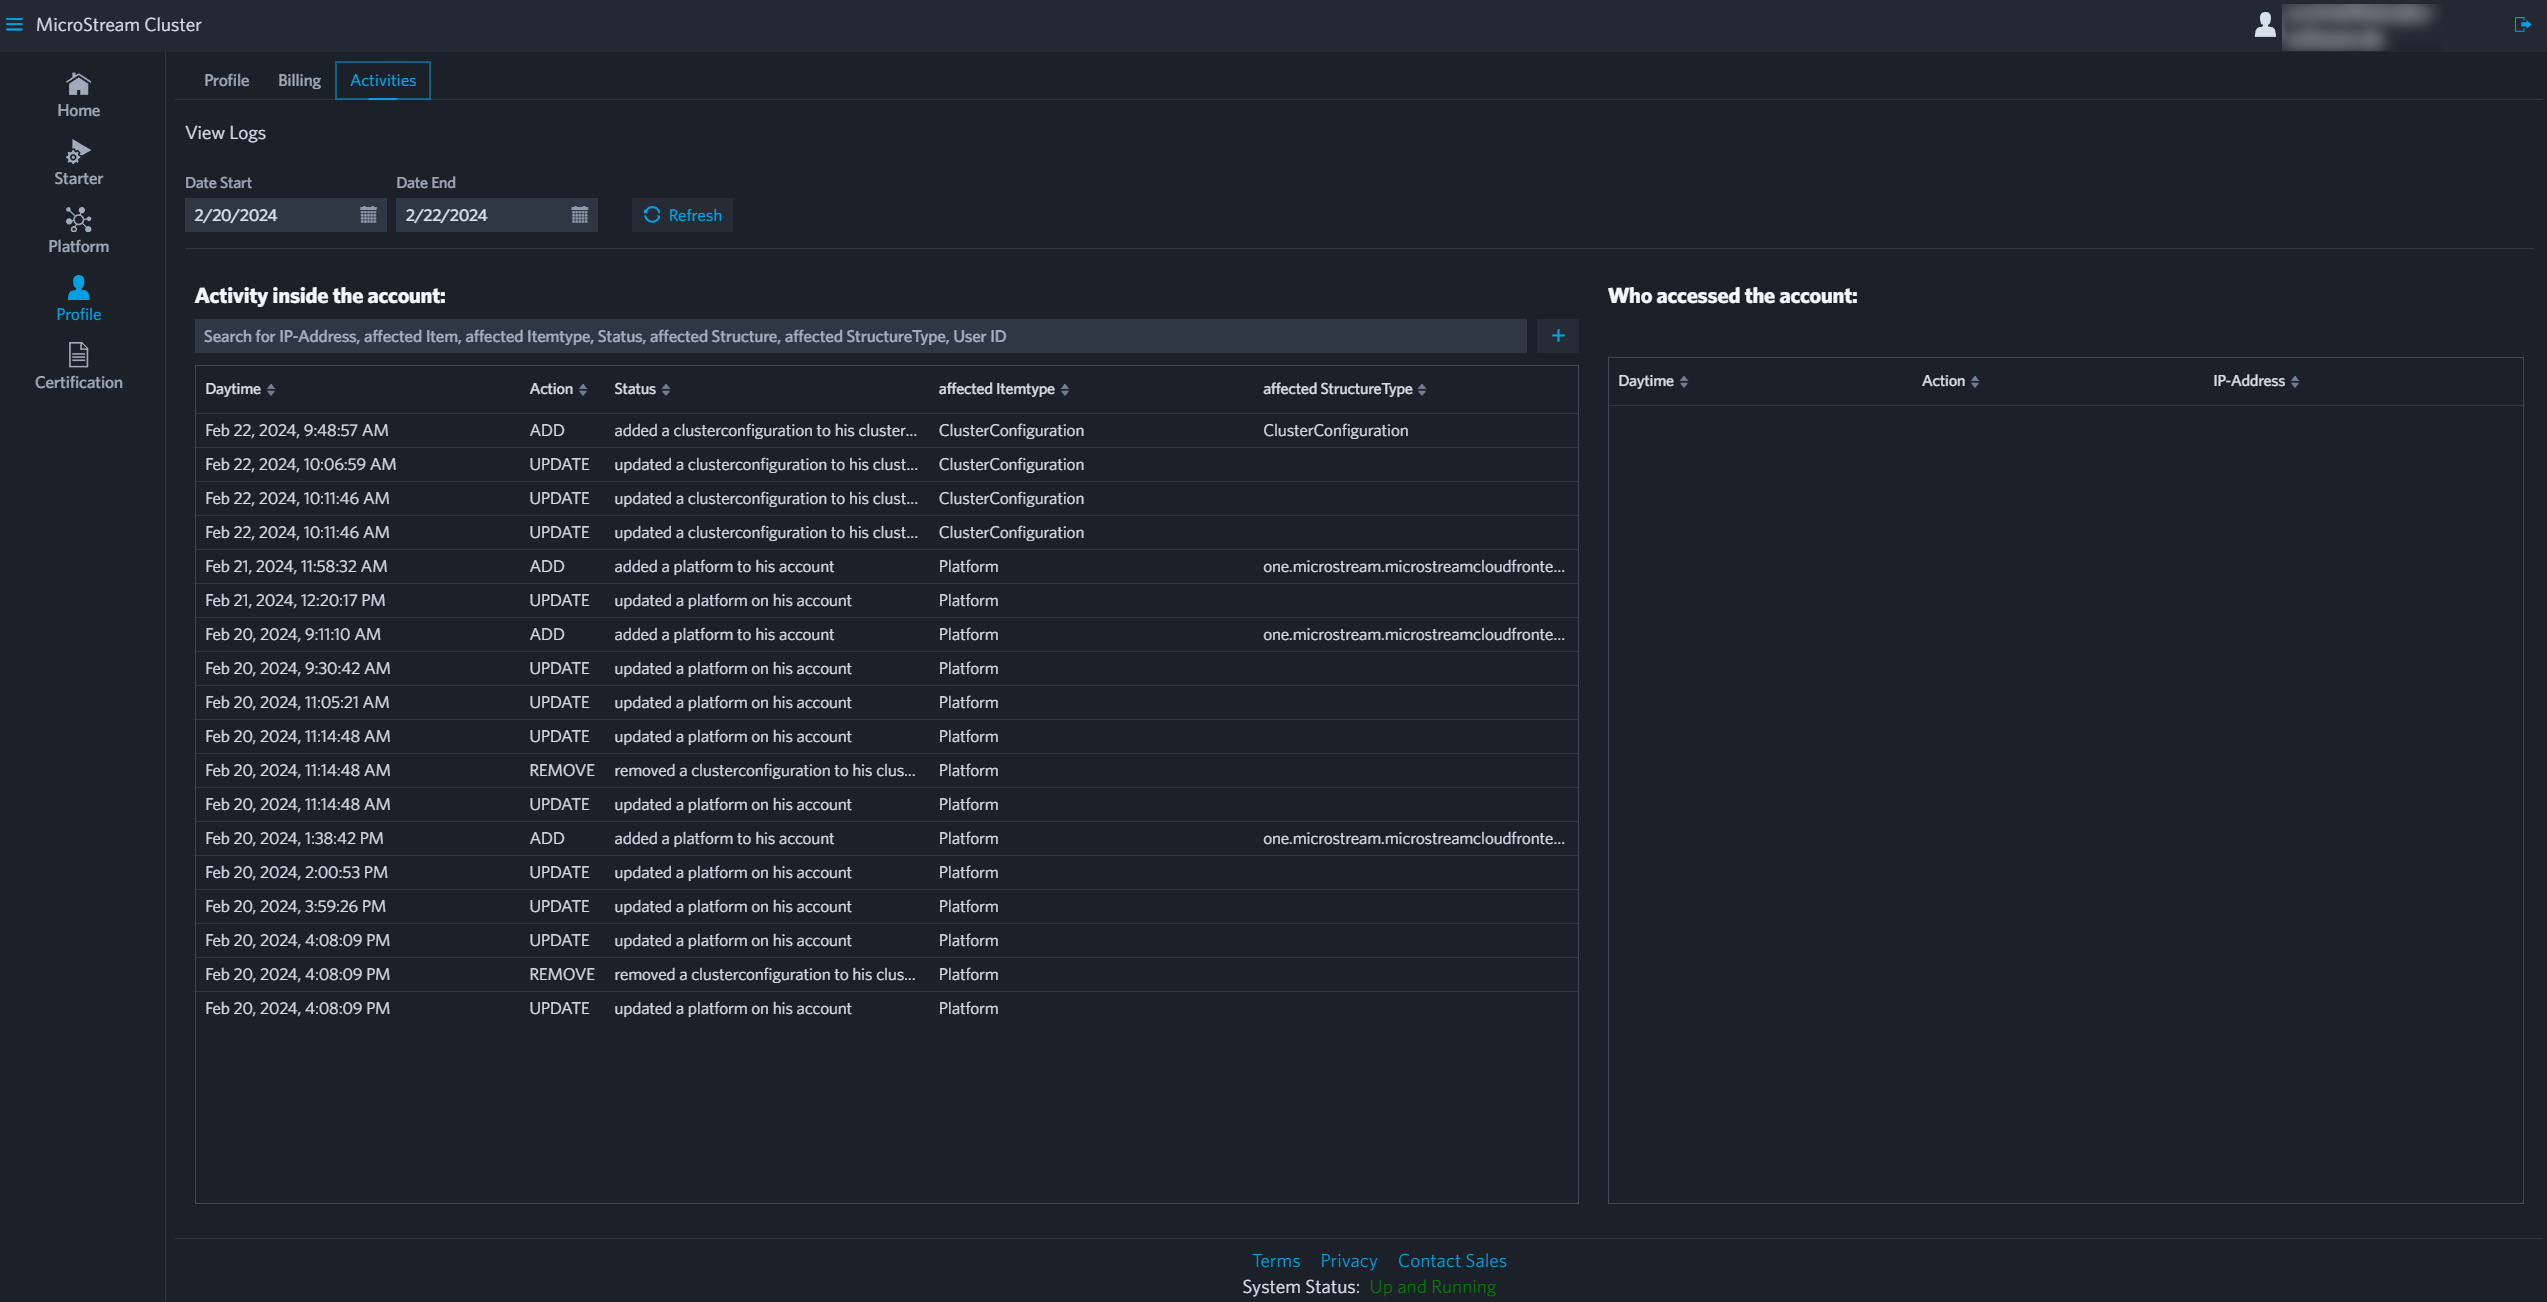 MicroStream Cluster
Home
Starter
Platform
Profile
Certification
Profile Billing Activities
View Logs
Date Start Date End
2/20/2024 2/22/2024 Refresh
Activity inside the account:
Search for IP-Address, affected Item, affected Itemtype, Status, affected Structure, affected StructureType, User ID +
Daytime Action Status affected Itemtype affected StructureType
Feb 22, 2024, 9:48:57 AM ADD added a clusterconfiguration to his cluster... ClusterConfiguration ClusterConfiguration
Feb 22, 2024, 10:06:59 AM UPDATE updated a clusterconfiguration to his clust... ClusterConfiguration
Feb 22, 2024, 10:11:46 AM UPDATE updated a clusterconfiguration to his clust... ClusterConfiguration
Feb 22, 2024, 10:11:46 AM UPDATE updated a clusterconfiguration to his clust... ClusterConfiguration
Feb 21, 2024, 11:58:32 AM ADD added a platform to his account Platform one.microstream.microstreamcloudfronte...
Feb 21, 2024, 12:20:17 PM UPDATE updated a platform on his account Platform
Feb 20, 2024, 9:11:10 AM ADD added a platform to his account Platform one.microstream.microstreamcloudfronte...
Feb 20, 2024, 9:30:42 AM UPDATE updated a platform on his account Platform
Feb 20, 2024, 11:05:21 AM UPDATE updated a platform on his account Platform
Feb 20, 2024, 11:14:48 AM UPDATE updated a platform on his account Platform
Feb 20, 2024, 11:14:48 AM REMOVE removed a clusterconfiguration to his clus... Platform
Feb 20, 2024, 11:14:48 AM UPDATE updated a platform on his account Platform
Feb 20, 2024, 1:38:42 PM ADD added a platform to his account Platform one.microstream.microstreamcloudfronte...
Feb 20, 2024, 2:00:53 PM UPDATE updated a platform on his account Platform
Feb 20, 2024, 3:59:26 PM UPDATE updated a platform on his account Platform
Feb 20, 2024, 4:08:09 PM UPDATE updated a platform on his account Platform
Feb 20, 2024, 4:08:09 PM REMOVE removed a clusterconfiguration to his clus... Platform
Feb 20, 2024, 4:08:09 PM UPDATE updated a platform on his account Platform
Who accessed the account:
Daytime Action IP-Address
Terms Privacy Contact Sales
System Status: Up and Running